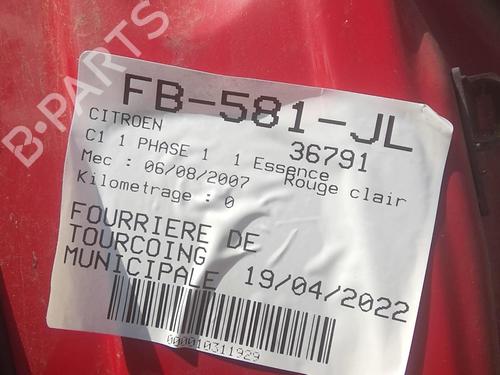 B-PARTS
FB-581-JL
CITROEN 36791
C1 1 PHASE 1 1 Essence
Mec : 06/08/2007 Rouge clair
Kilometrage : 0
FOURRIERE DE
TOURCOING
MUNICIPALE 19/04/2022
000010311929